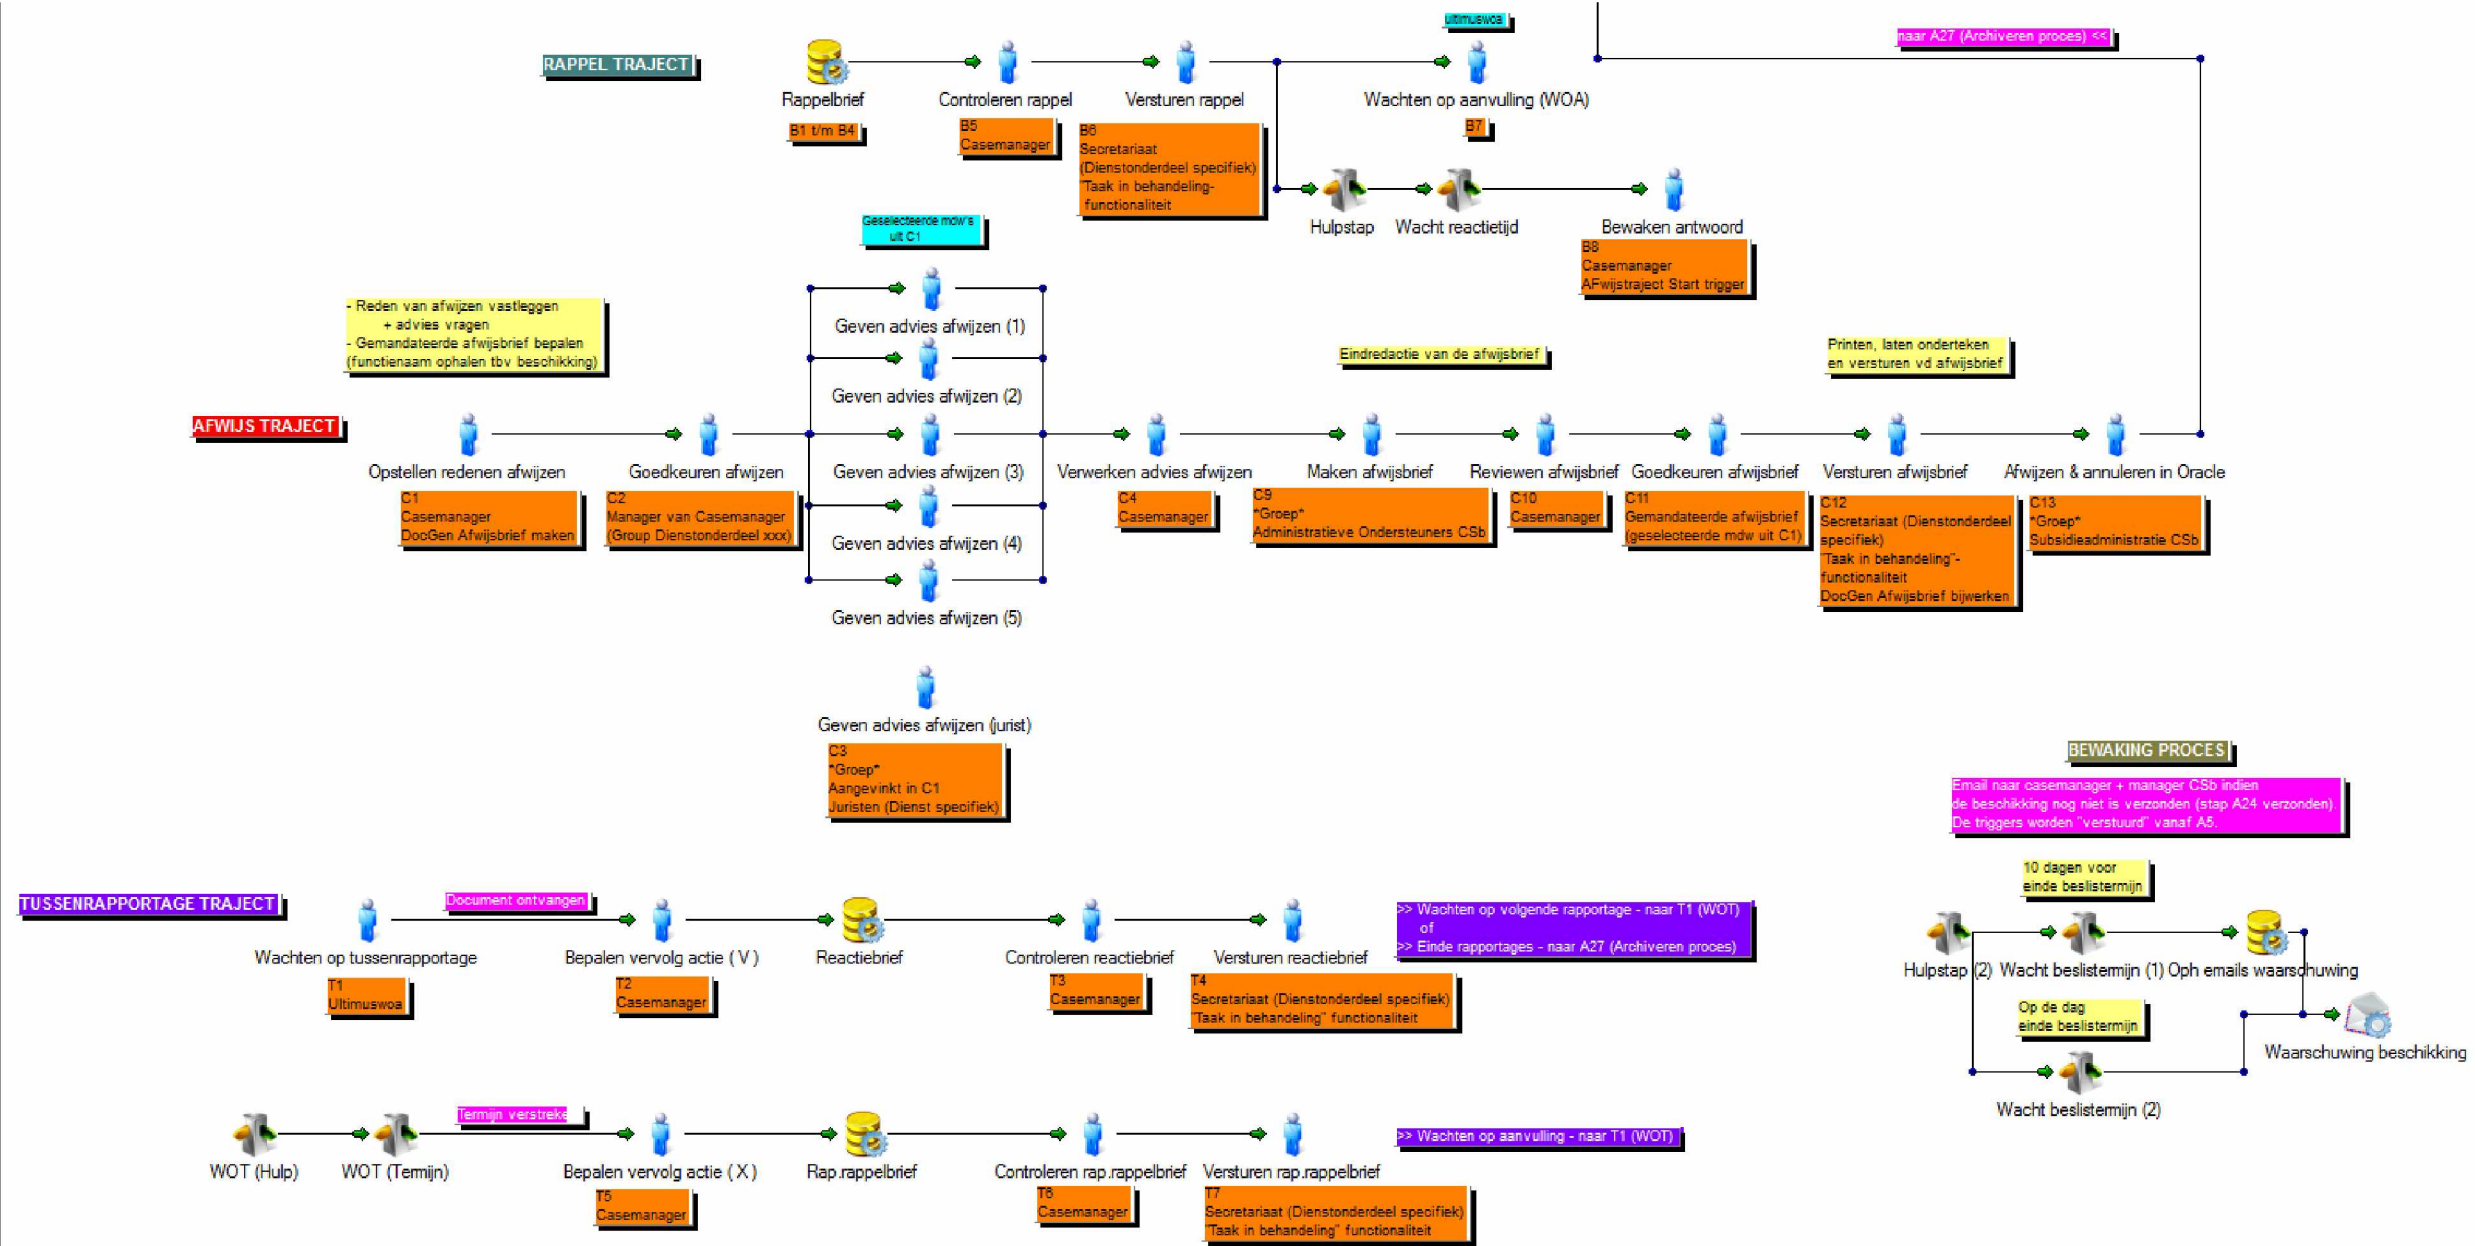 ultimuswoa
naar A27 (Archiveren proces) <<
RAPPEL TRAJECT
Rappelbrief
Controleren rappel
Versturen rappel
Wachten op aanvulling (WOA)
B1 t/m B4
B5
Casemanager
B6
Secretariaat
(Dienstonderdeel specifiek)
"Taak in behandeling-
functionaliteit
B7
Hulpstap
Wacht reactietijd
Bewaken antwoord
B8
Casemanager
AFwijstraject Start trigger
Geselecteerde mdw's
uit C1
- Reden van afwijzen vastleggen
+ advies vragen
- Gemandateerde afwijsbrief bepalen
(functienaam ophalen tbv beschikking)
Geven advies afwijzen (1)
Geven advies afwijzen (2)
Geven advies afwijzen (3)
Geven advies afwijzen (4)
Geven advies afwijzen (5)
Eindredactie van de afwijsbrief
Printen, laten onderteken
en versturen vd afwijsbrief
AFWIJS TRAJECT
Opstellen redenen afwijzen
Goedkeuren afwijzen
Verwerken advies afwijzen
Maken afwijsbrief
Reviewen afwijsbrief
Goedkeuren afwijsbrief
Versturen afwijsbrief
Afwijzen & annuleren in Oracle
C1
Casemanager
DocGen Afwijsbrief maken
C2
Manager van Casemanager
(Group Dienstonderdeel xxx)
C4
Casemanager
C9
*Groep*
Administratieve Ondersteuners CSb
C10
Casemanager
C11
Gemandateerde afwijsbrief
(geselecteerde mdw uit C1)
C12
Secretariaat (Dienstonderdeel
specifiek)
"Taak in behandeling"-
functionaliteit
DocGen Afwijsbrief bijwerken
C13
*Groep*
Subsidieadministratie CSb
Geven advies afwijzen (jurist)
C3
*Groep*
Aangevinkt in C1
Juristen (Dienst specifiek)
BEWAKING PROCES
Email naar casemanager + manager CSb indien
de beschikking nog niet is verzonden (stap A24 verzonden).
De triggers worden "verstuurd" vanaf A5.
10 dagen voor
einde beslistermijn
Hulpstap (2)
Wacht beslistermijn (1)
Oph emails waarschuwing
Op de dag
einde beslistermijn
Waarschuwing beschikking
Wacht beslistermijn (2)
TUSSENRAPPORTAGE TRAJECT
Document ontvangen
Wachten op tussenrapportage
Bepalen vervolg actie ( V )
Reactiebrief
Controleren reactiebrief
Versturen reactiebrief
>> Wachten op volgende rapportage - naar T1 (WOT)
of
>> Einde rapportages - naar A27 (Archiveren proces)
T1
Ultimuswoa
T2
Casemanager
T3
Casemanager
T4
Secretariaat (Dienstonderdeel specifiek)
"Taak in behandeling" functionaliteit
Termijn verstreke
WOT (Hulp)
WOT (Termijn)
Bepalen vervolg actie ( X )
Rap.rappelbrief
Controleren rap.rappelbrief
Versturen rap.rappelbrief
>> Wachten op aanvulling - naar T1 (WOT)
T5
Casemanager
T6
Casemanager
T7
Secretariaat (Dienstonderdeel specifiek)
"Taak in behandeling" functionaliteit